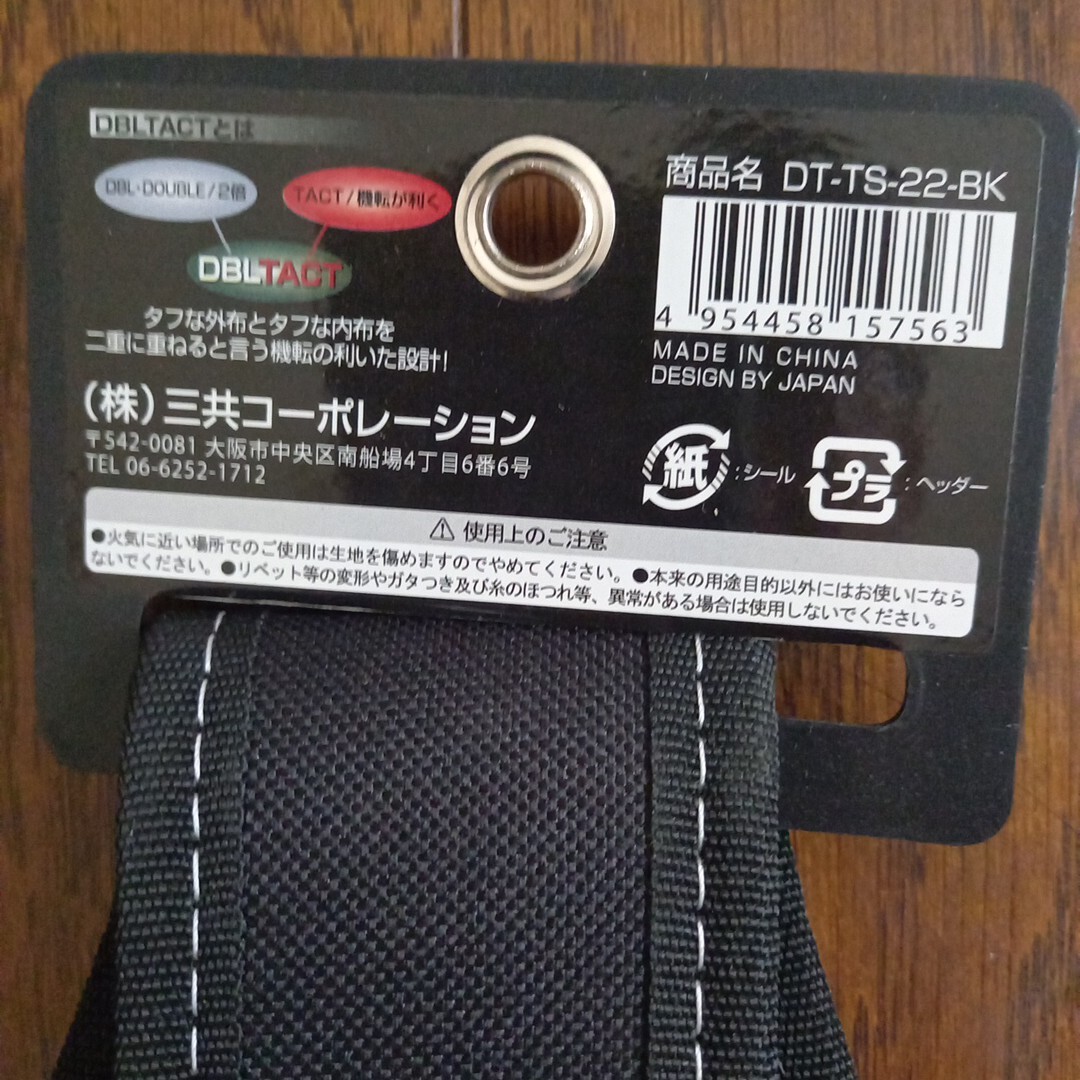 DBLTACTとは
DBL・DOUBLE/2倍
TACT/機転が利く
DBLTACT
タフな外布とタフな内布を
二重に重ねると言う機転の利いた設計!
(株)三共コーポレーション
〒542-0081 大阪市中央区南船場4丁目6番6号
TEL 06-6252-1712
商品名 DT-TS-22-BK
4 954458 157563
MADE IN CHINA
DESIGN BY JAPAN
紙 :シール
プラ :ヘッダー
⚠ 使用上のご注意
●火気に近い場所でのご使用は生地を傷めますのでやめてください。●本来の用途目的以外にはお使いになら
ないでください。●リベット等の変形やガタつき及び糸のほつれ等、異常がある場合は使用しないでください。